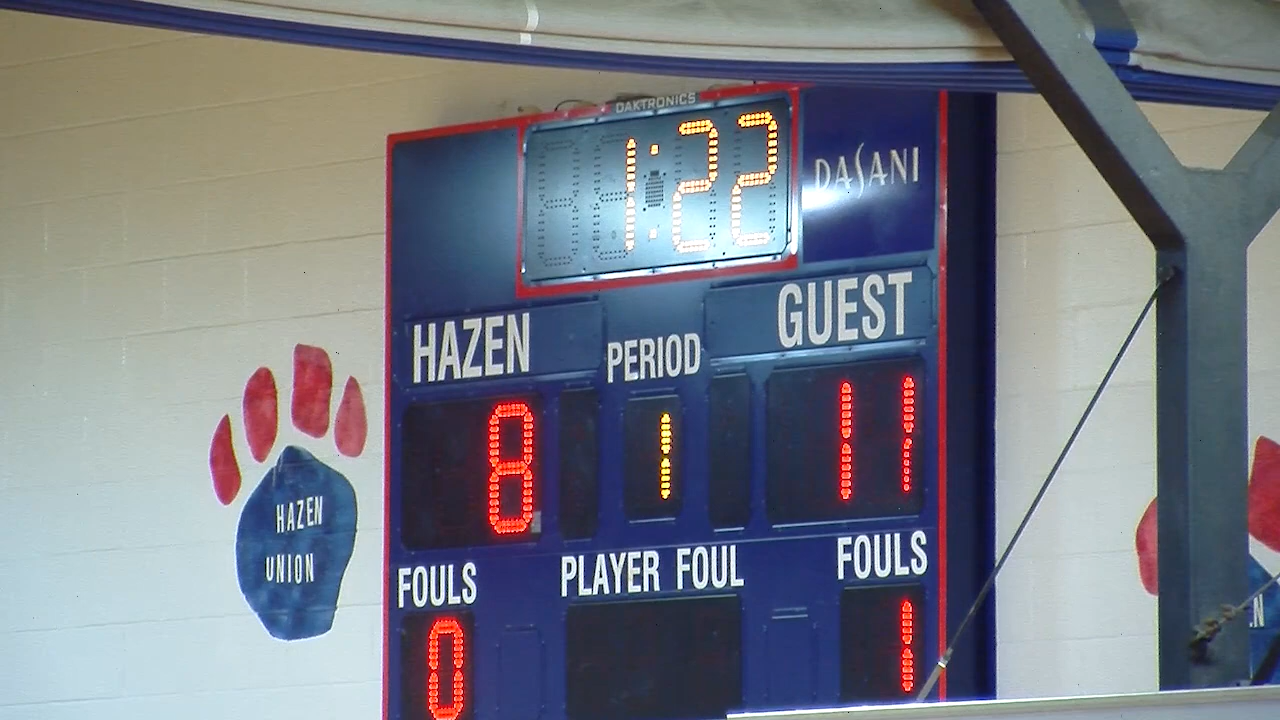 DAKTRONICS
1:22
DASANI
HAZEN
PERIOD
GUEST
8
1
11
FOULS
PLAYER FOUL
FOULS
0
1
HAZEN
UNION